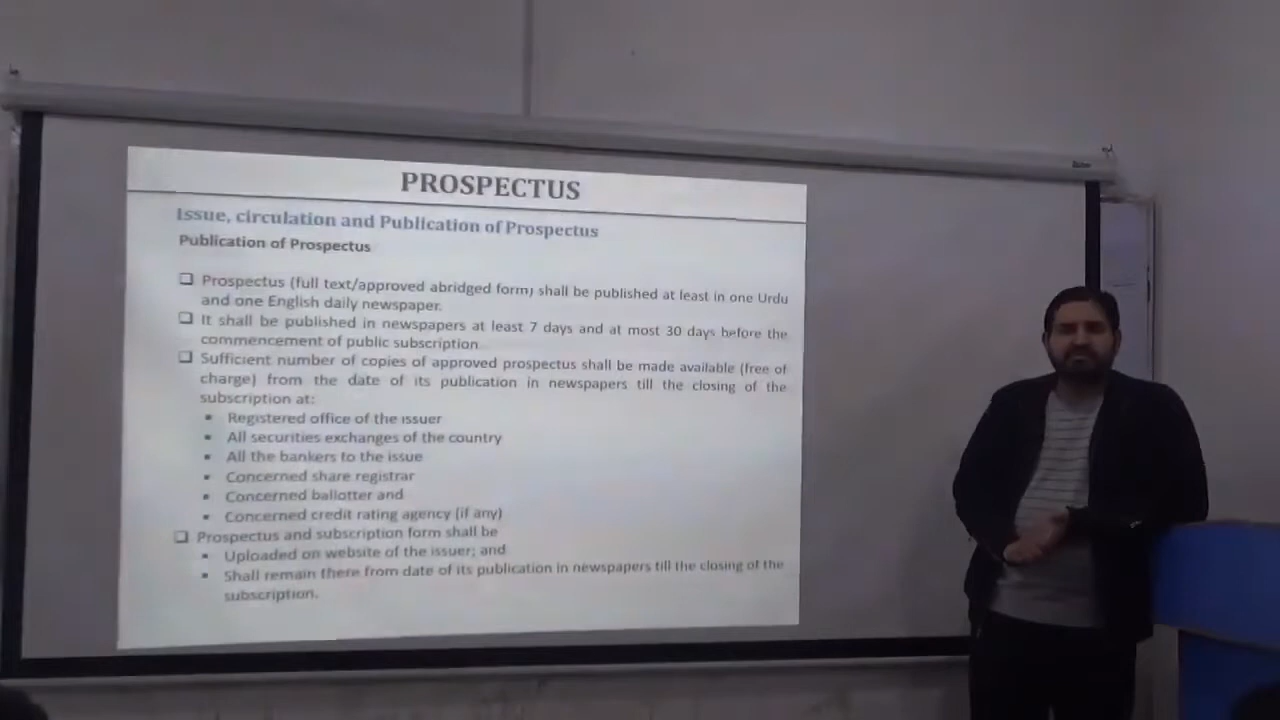 PROSPECTUS
Issue, circulation and Publication of Prospectus
Publication of Prospectus
❑ Prospectus (full text/approved abridged form) shall be published at least in one Urdu
and one English daily newspaper.
❑ It shall be published in newspapers at least 7 days and at most 30 days before the
commencement of public subscription
❑ Sufficient number of copies of approved prospectus shall be made available (free of
charge) from the date of its publication in newspapers till the closing of the
subscription at:
▪ Registered office of the issuer
▪ All securities exchanges of the country
▪ All the bankers to the issue
▪ Concerned share registrar
▪ Concerned ballotter and
▪ Concerned credit rating agency (if any)
❑ Prospectus and subscription form shall be
▪ Uploaded on website of the issuer; and
▪ Shall remain there from date of its publication in newspapers till the closing of the
subscription.